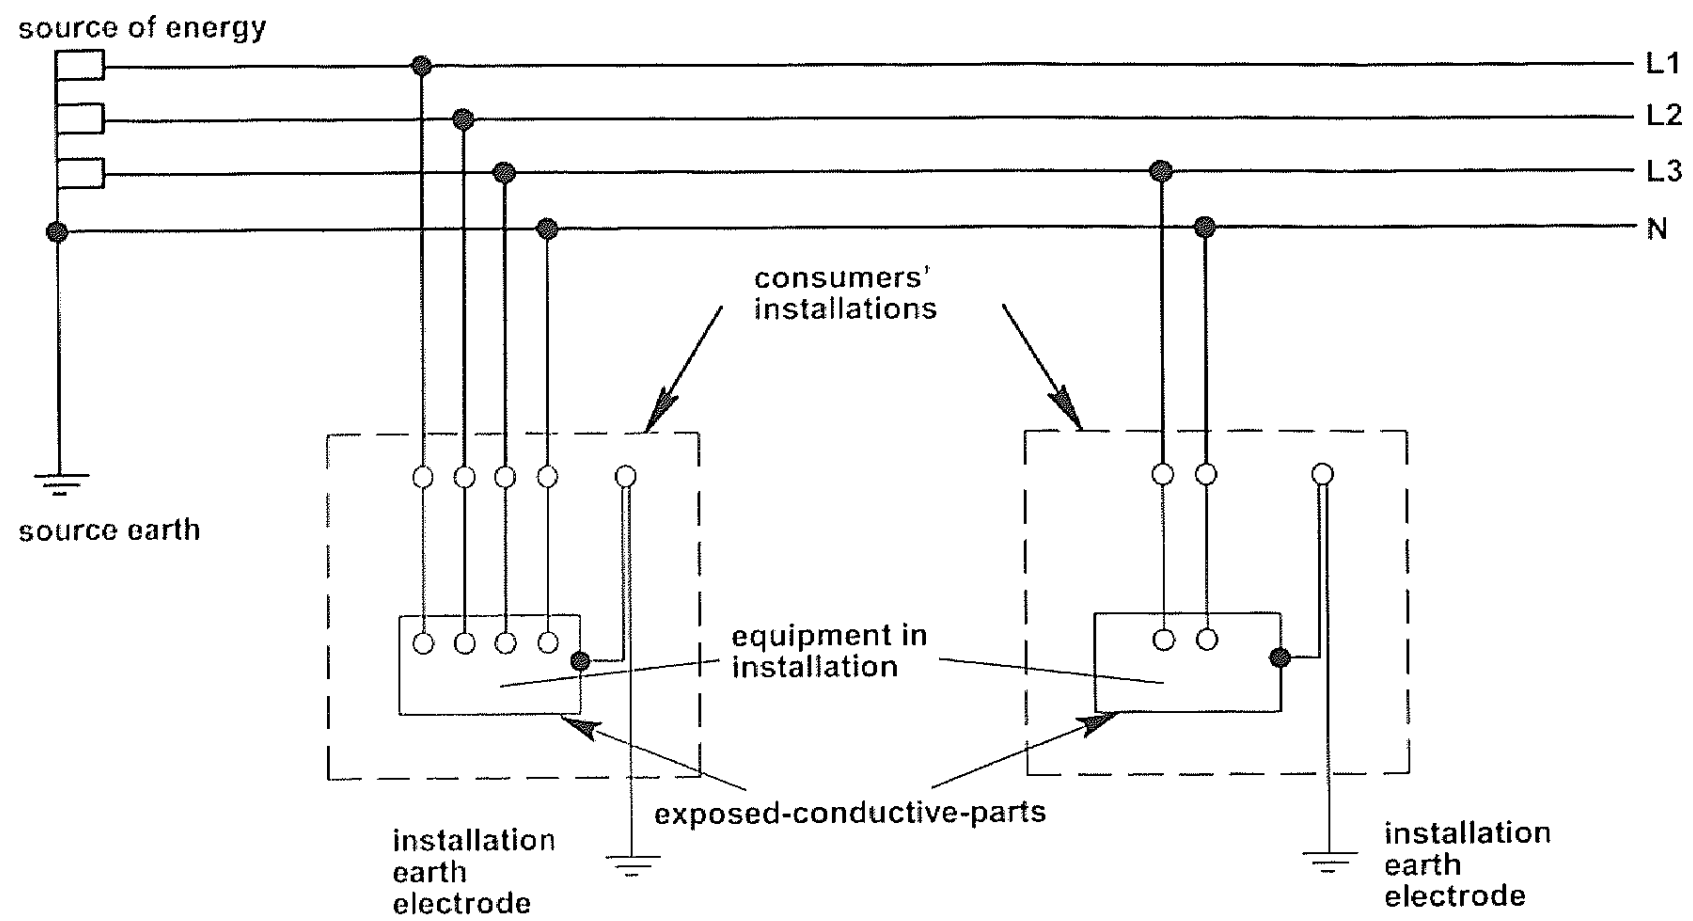 source of energy
L1
L2
L3
N
consumers'
installations
source earth
equipment in
installation
exposed-conductive-parts
installation
earth
electrode
installation
earth
electrode